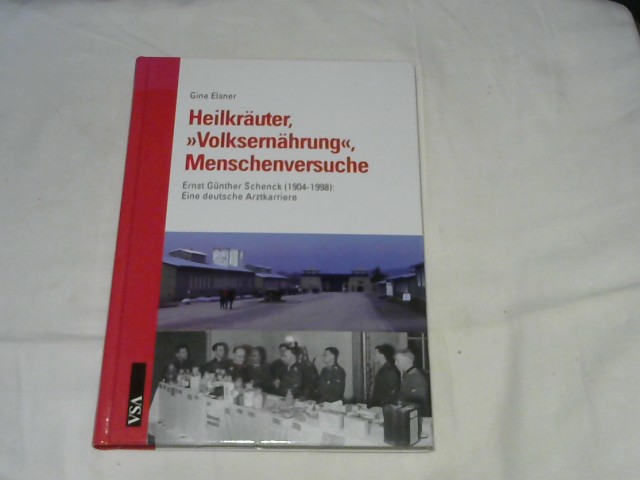 Gine Elsner
Heilkräuter,
»Volksernährung«,
Menschenversuche
Ernst Günther Schenck (1904-1998):
Eine deutsche Arztkarriere
VSA